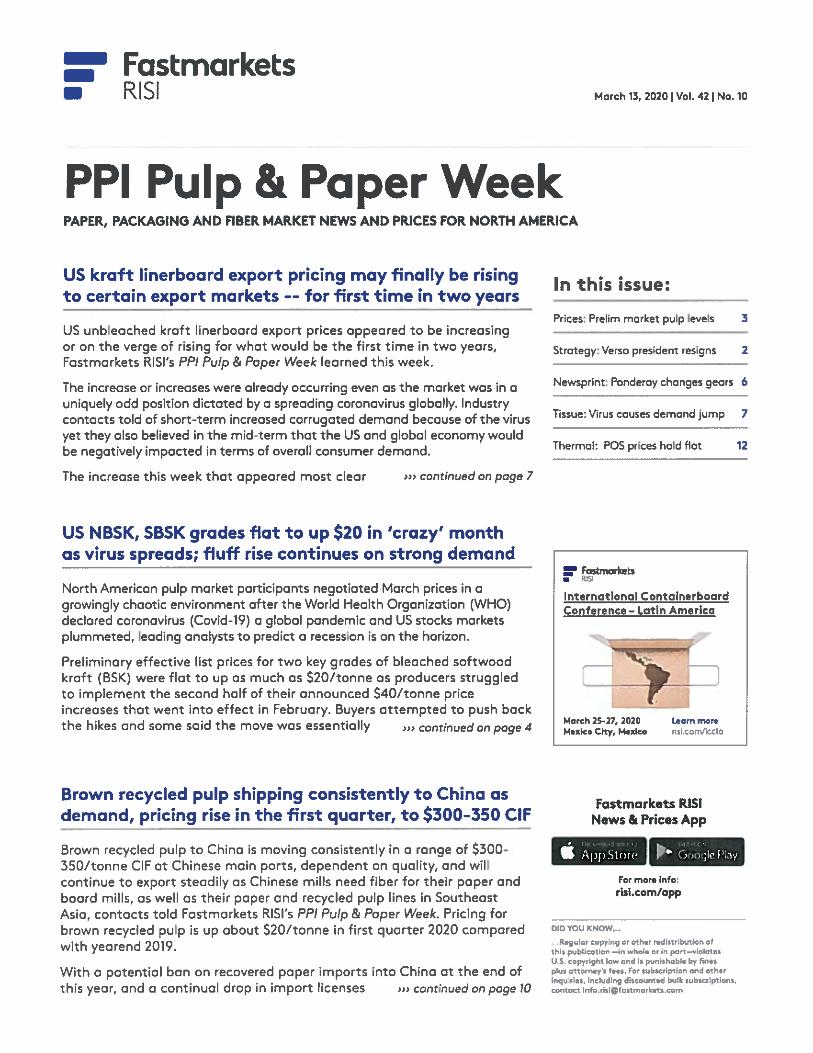 Fastmarkets
RISI
March 13, 2020 | Vol. 42 | No. 10
PPI Pulp & Paper Week
PAPER, PACKAGING AND FIBER MARKET NEWS AND PRICES FOR NORTH AMERICA
US kraft linerboard export pricing may finally be rising
to certain export markets -- for first time in two years
US unbleached kraft linerboard export prices appeared to be increasing
or on the verge of rising for what would be the first time in two years,
Fastmarkets RISI's PPI Pulp & Paper Week learned this week.
The increase or increases were already occurring even as the market was in a
uniquely odd position dictated by a spreading coronavirus globally. Industry
contacts told of short-term increased corrugated demand because of the virus
yet they also believed in the mid-term that the US and global economy would
be negatively impacted in terms of overall consumer demand.
The increase this week that appeared most clear ››› continued on page 7
US NBSK, SBSK grades flat to up $20 in 'crazy' month
as virus spreads; fluff rise continues on strong demand
North American pulp market participants negotiated March prices in a
growingly chaotic environment after the World Health Organization (WHO)
declared coronavirus (Covid-19) a global pandemic and US stocks markets
plummeted, leading analysts to predict a recession is on the horizon.
Preliminary effective list prices for two key grades of bleached softwood
kraft (BSK) were flat to up as much as $20/tonne as producers struggled
to implement the second half of their announced $40/tonne price
increases that went into effect in February. Buyers attempted to push back
the hikes and some said the move was essentially ››› continued on page 4
Brown recycled pulp shipping consistently to China as
demand, pricing rise in the first quarter, to $300-350 CIF
Brown recycled pulp to China is moving consistently in a range of $300-
350/tonne CIF at Chinese main ports, dependent on quality, and will
continue to export steadily as Chinese mills need fiber for their paper and
board mills, as well as their paper and recycled pulp lines in Southeast
Asia, contacts told Fastmarkets RISI's PPI Pulp & Paper Week. Pricing for
brown recycled pulp is up about $20/tonne in first quarter 2020 compared
with yearend 2019.
With a potential ban on recovered paper imports into China at the end of
this year, and a continual drop in import licenses ››› continued on page 10
In this issue:
Prices: Prelim market pulp levels 3
Strategy: Verso president resigns 2
Newsprint: Ponderay changes gears 6
Tissue: Virus causes demand jump 7
Thermal: POS prices hold flat 12
Fastmarkets
RISI
International Containerboard
Conference – Latin America
March 25-27, 2020 Learn more
Mexico City, Mexico risi.com/iccla
Fastmarkets RISI
News & Prices App
App Store Google Play
For more info:
risi.com/app
DID YOU KNOW...
...Regular copying or other redistribution of
this publication —in whole or in part—violates
U.S. copyright law and is punishable by fines
plus attorney's fees. For subscription and other
inquiries, including discounted bulk subscriptions,
contact info.risi@fastmarkets.com